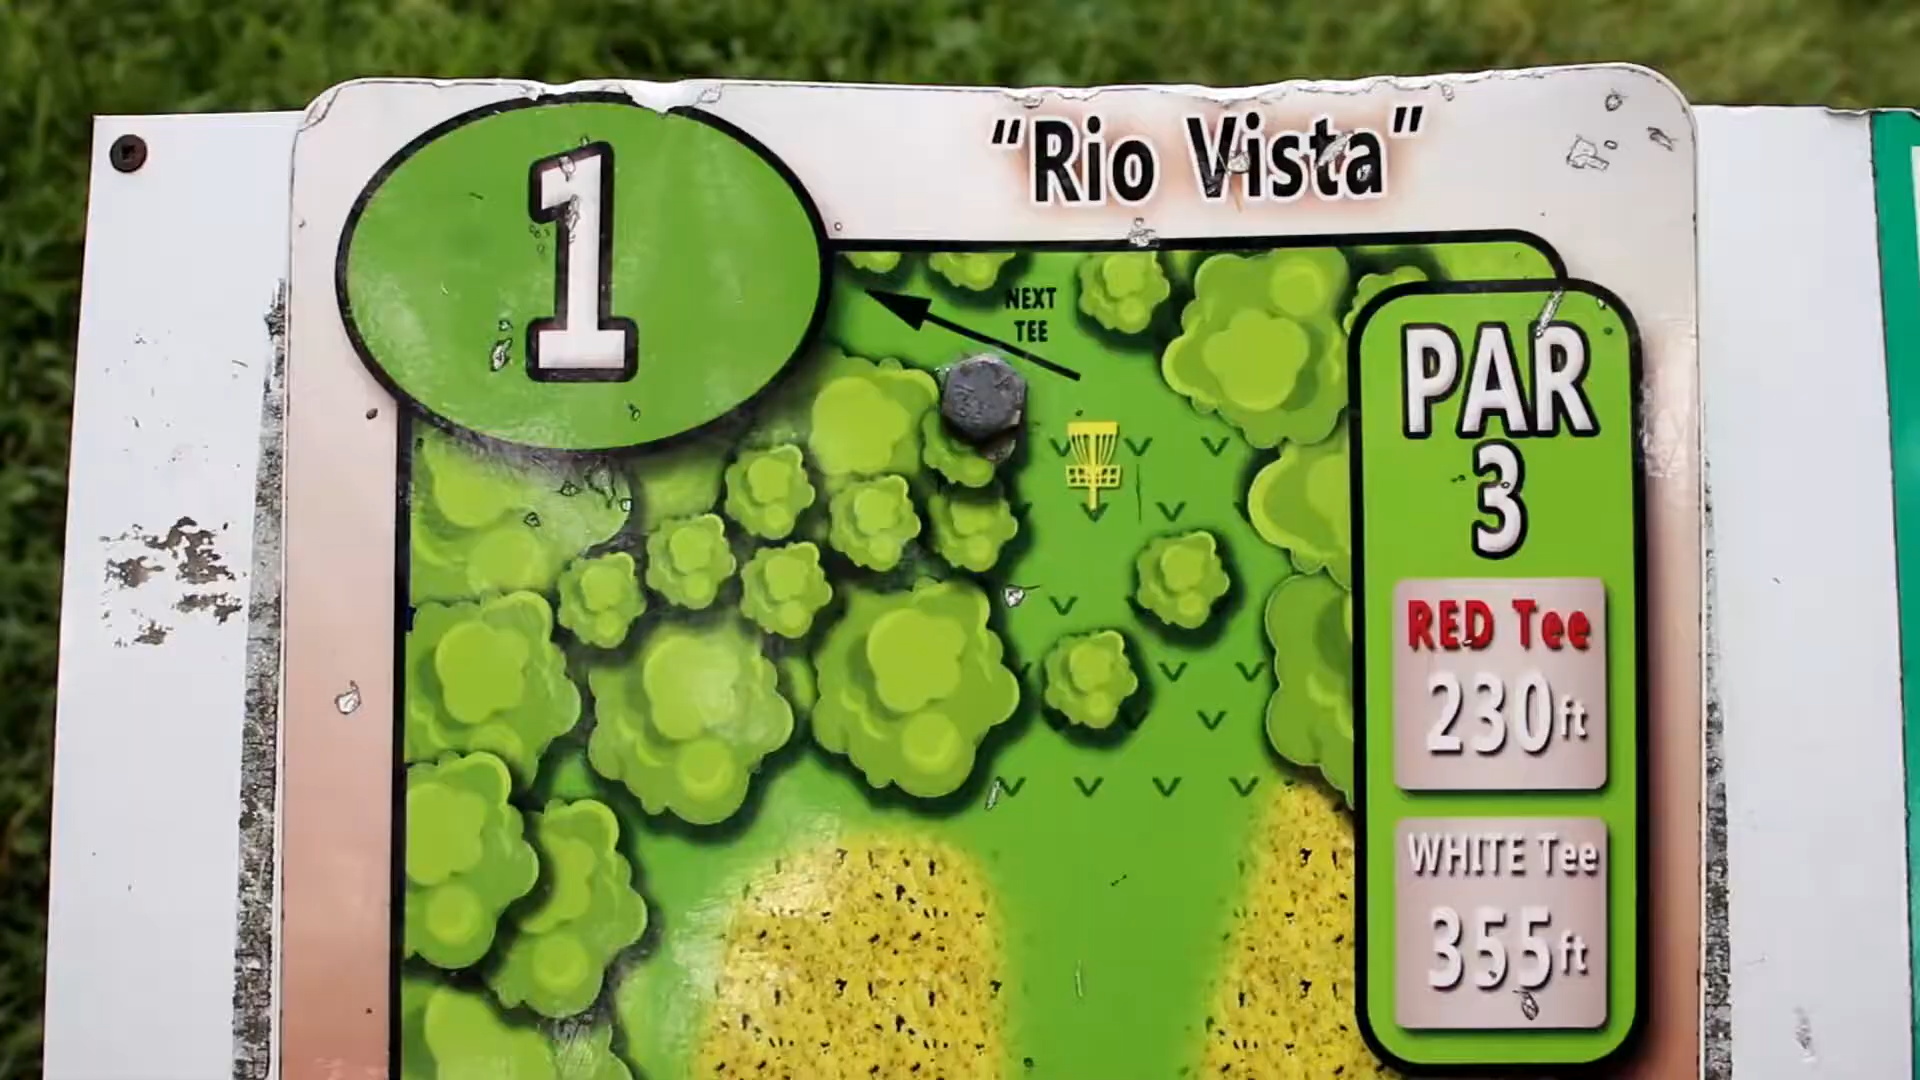 1
“Rio Vista”
NEXT
TEE
PAR
3
RED Tee
230ft
WHITE Tee
355ft